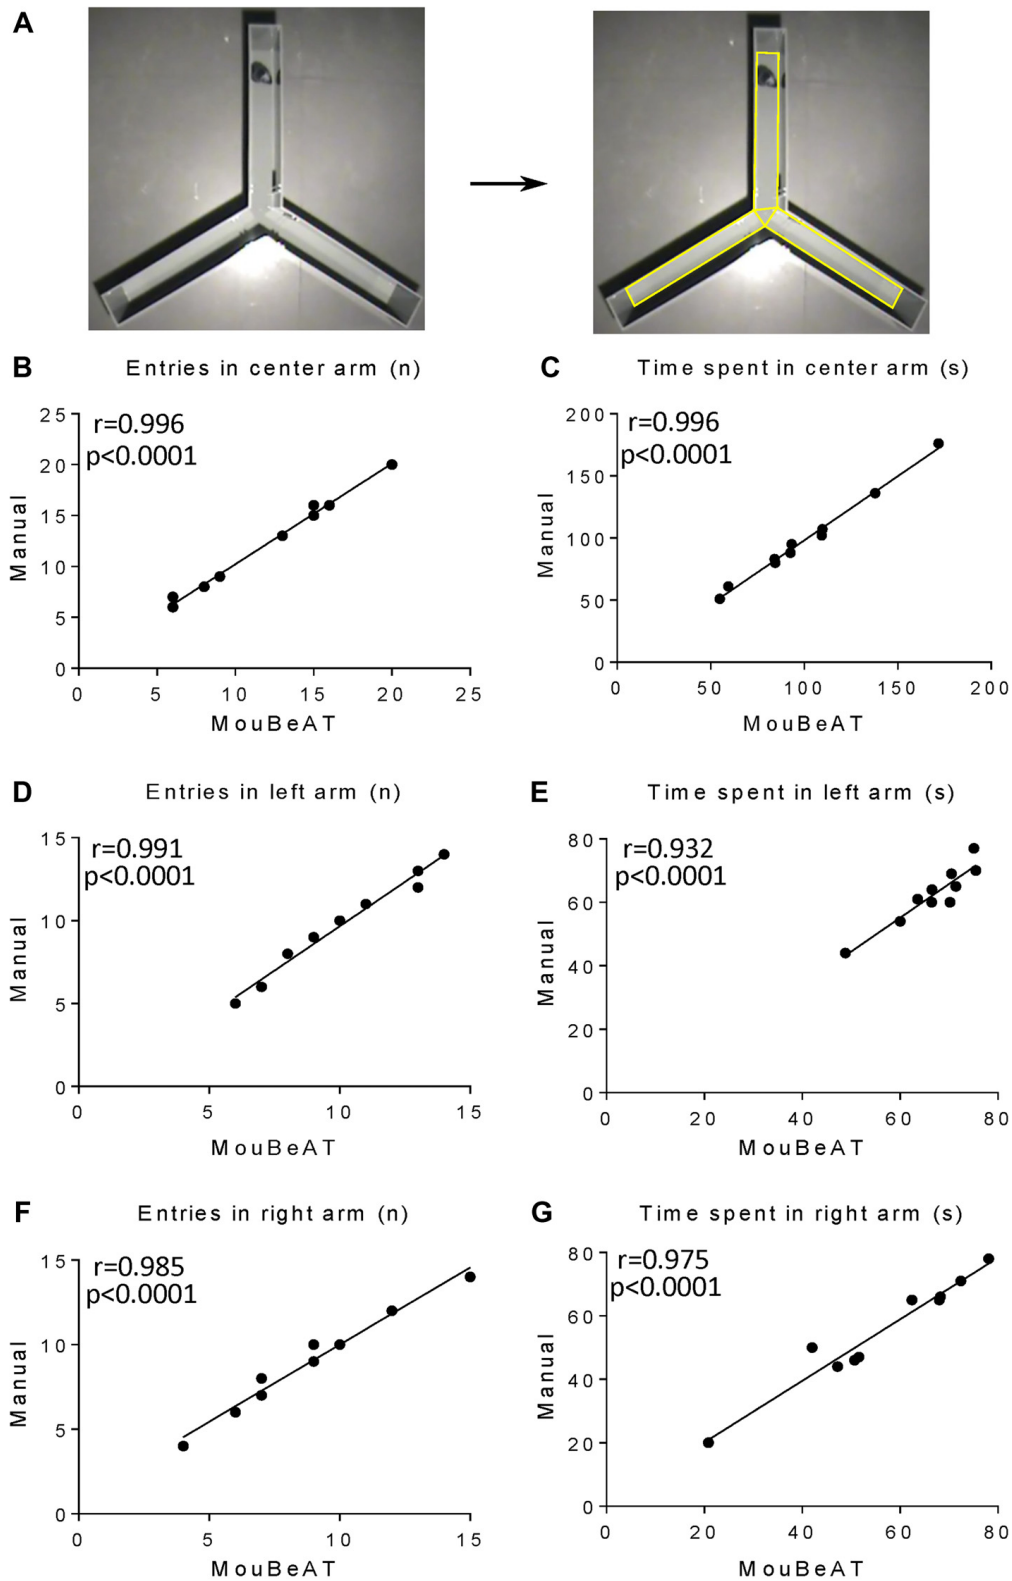 A
B Entries in center arm (n)
r=0.996
p<0.0001
25
20
15
10
5
0
Manual
0 5 10 15 20 25
MouBeAT
C Time spent in center arm (s)
r=0.996
p<0.0001
200
150
100
50
0
Manual
0 50 100 150 200
MouBeAT
D Entries in left arm (n)
r=0.991
p<0.0001
15
10
5
0
Manual
0 5 10 15
MouBeAT
E Time spent in left arm (s)
r=0.932
p<0.0001
80
60
40
20
0
Manual
0 20 40 60 80
MouBeAT
F Entries in right arm (n)
r=0.985
p<0.0001
15
10
5
0
Manual
0 5 10 15
MouBeAT
G Time spent in right arm (s)
r=0.975
p<0.0001
80
60
40
20
0
Manual
0 20 40 60 80
MouBeAT